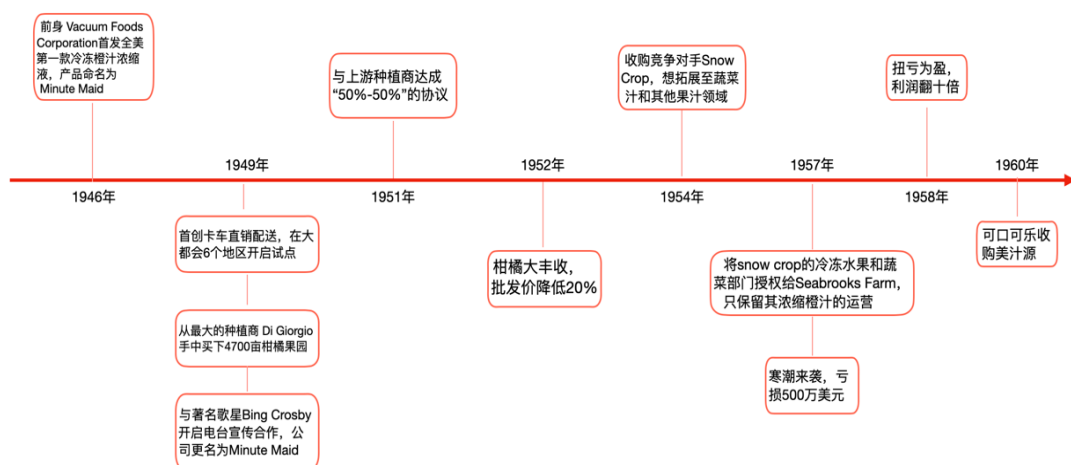 前身 Vacuum Foods
Corporation首发全美
第一款冷冻橙汁浓缩
液，产品命名为
Minute Maid
与上游种植商达成
“50%-50%”的协议
收购竞争对手Snow
Crop，想拓展至蔬菜
汁和其他果汁领域
扭亏为盈，
利润翻十倍
1949年
1952年
1957年
1960年
1946年
1951年
1954年
1958年
首创卡车直销配送，在大
都会6个地区开启试点
从最大的种植商 Di Giorgio
手中买下4700亩柑橘果园
与著名歌星Bing Crosby
开启电台宣传合作，公
司更名为Minute Maid
柑橘大丰收，
批发价降低20%
将snow crop的冷冻水果和蔬
菜部门授权给Seabrooks Farm，
只保留其浓缩橙汁的运营
寒潮来袭，亏
损500万美元
可口可乐收
购美汁源